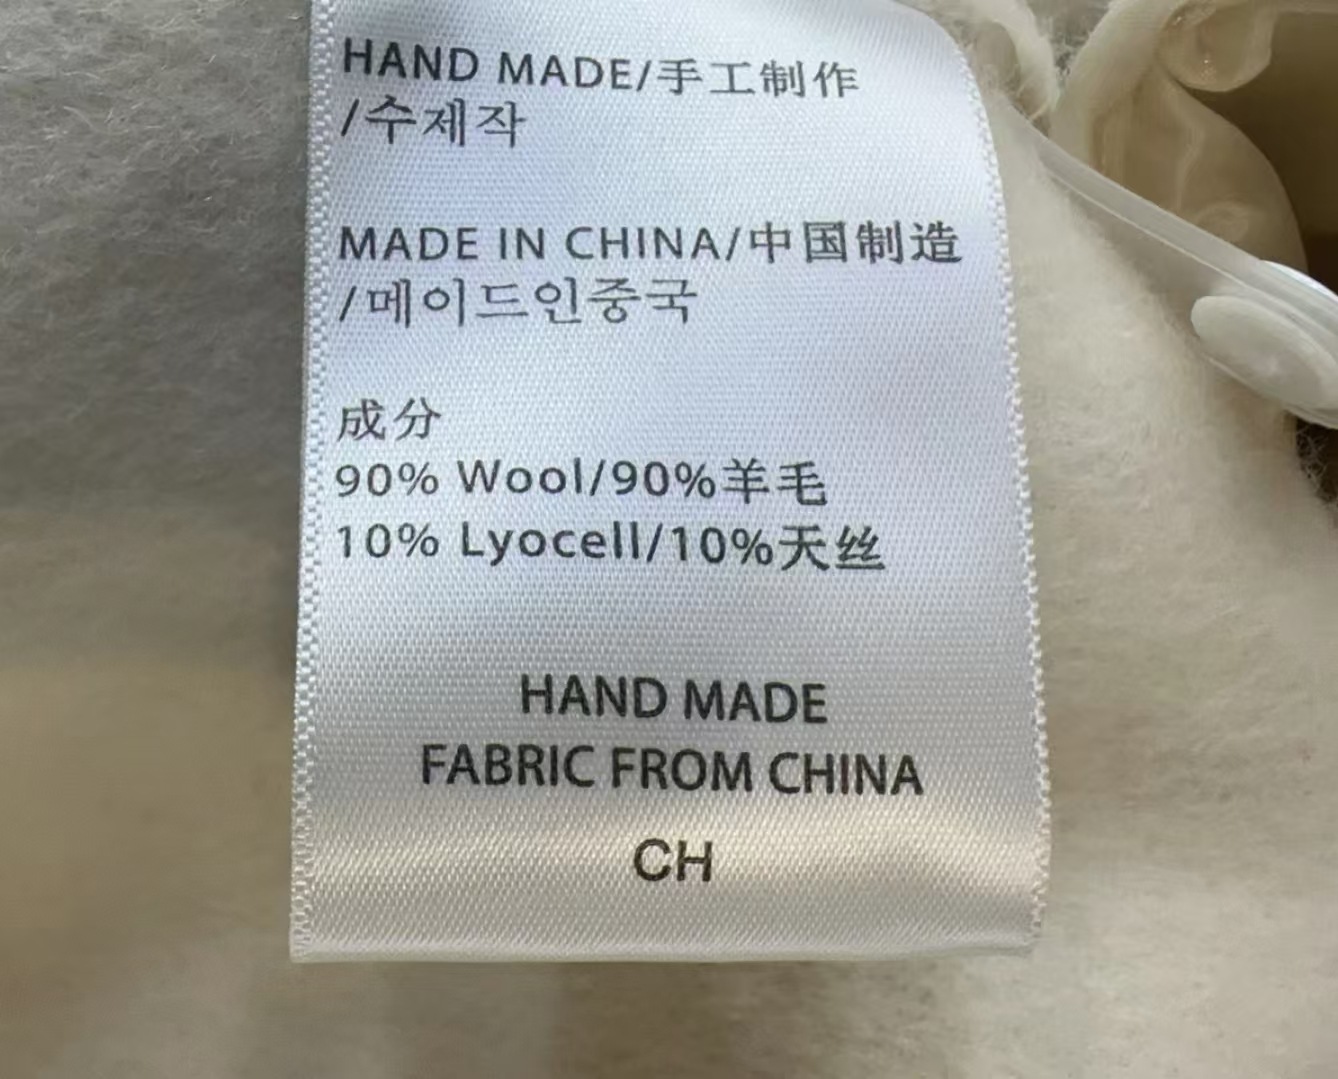 HAND MADE/手工制作
/수제작
MADE IN CHINA/中国制造
/메이드인중국
成分
90% Wool/90%羊毛
10% Lyocell/10%天丝
HAND MADE
FABRIC FROM CHINA
CH